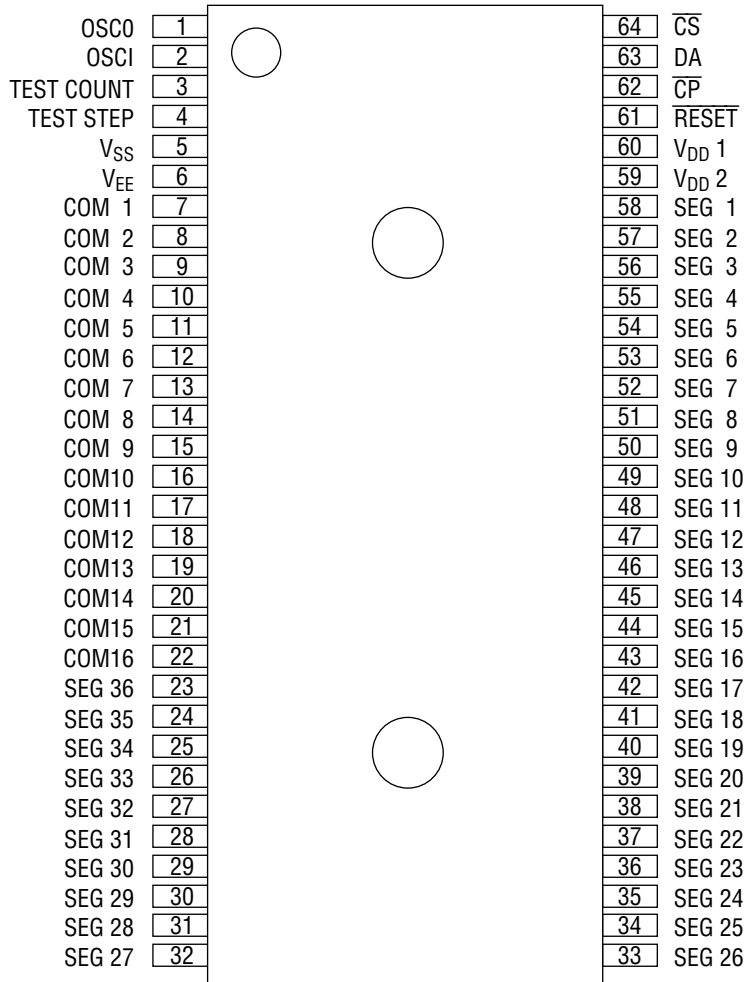 OSC0 1 64 CS
OSCI 2 63 DA
TEST COUNT 3 62 CP
TEST STEP 4 61 RESET
VSS 5 60 VDD 1
VEE 6 59 VDD 2
COM 1 7 58 SEG 1
COM 2 8 57 SEG 2
COM 3 9 56 SEG 3
COM 4 10 55 SEG 4
COM 5 11 54 SEG 5
COM 6 12 53 SEG 6
COM 7 13 52 SEG 7
COM 8 14 51 SEG 8
COM 9 15 50 SEG 9
COM10 16 49 SEG 10
COM11 17 48 SEG 11
COM12 18 47 SEG 12
COM13 19 46 SEG 13
COM14 20 45 SEG 14
COM15 21 44 SEG 15
COM16 22 43 SEG 16
SEG 36 23 42 SEG 17
SEG 35 24 41 SEG 18
SEG 34 25 40 SEG 19
SEG 33 26 39 SEG 20
SEG 32 27 38 SEG 21
SEG 31 28 37 SEG 22
SEG 30 29 36 SEG 23
SEG 29 30 35 SEG 24
SEG 28 31 34 SEG 25
SEG 27 32 33 SEG 26